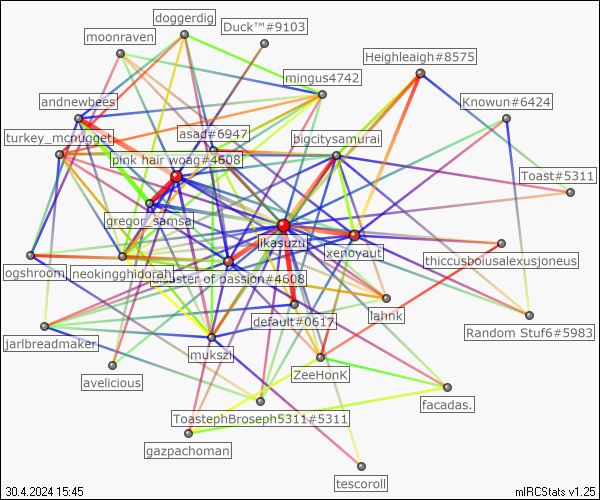 doggerdig
Duck™#9103
moonraven
Heighleaigh#8575
mingus4742
andnewbees
Knowun#6424
asad#6947
turkey_mcnugget
bigcitysamurai
pink hair woag#4608
Toast#5311
gregor_samsa
likasuzu
xenoyaut
thiccusboiusalexusjoneus
ogshroom
neokingghidorah
disaster of passion#4608
lahnk
default#0617
Random Stuf6#5983
jarlbreadmaker
mukszi
ZeeHonK
avelicious
facadas.
ToastephBroseph5311#5311
gazpachoman
tescoroll
30.4.2024 15:45
mIRCStats v1.25